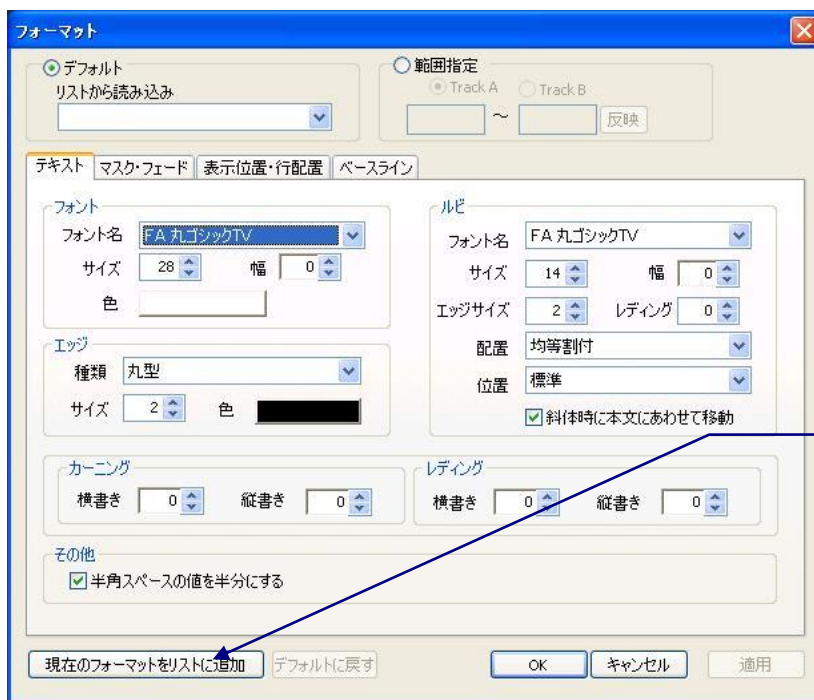 フォーマット
デフォルト
リストから読み込み
範囲指定
Track A Track B
～ 反映
テキスト マスク・フェード 表示位置・行配置 ベースライン
フォント
フォント名 FA 丸ゴシックTV
サイズ 28 幅 0
色
エッジ
種類 丸型
サイズ 2 色
ルビ
フォント名 FA 丸ゴシックTV
サイズ 14 幅 0
エッジサイズ 2 レディング 0
配置 均等割付
位置 標準
斜体時に本文にあわせて移動
カーニング
横書き 0 縦書き 0
レディング
横書き 0 縦書き 0
その他
半角スペースの値を半分にする
現在のフォーマットをリストに追加 デフォルトに戻す OK キャンセル 適用